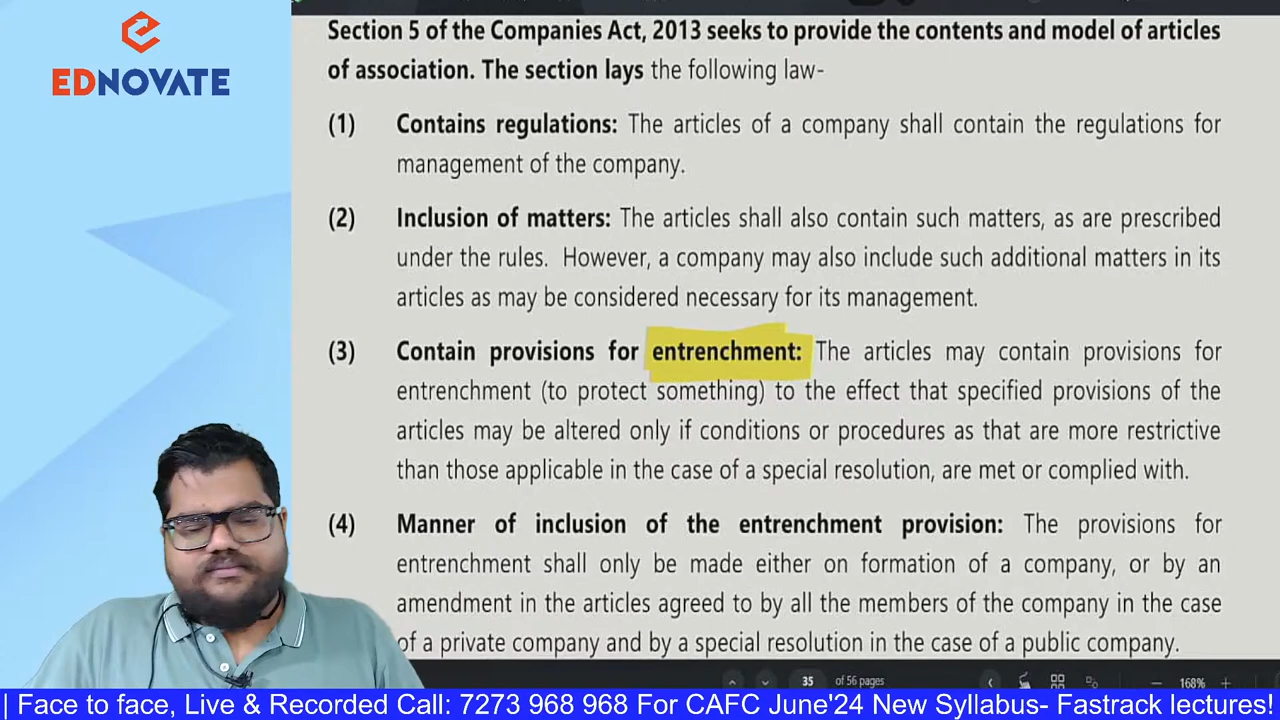 EDNOVATE
Section 5 of the Companies Act, 2013 seeks to provide the contents and model of articles
of association. The section lays the following law-
(1) Contains regulations: The articles of a company shall contain the regulations for
management of the company.
(2) Inclusion of matters: The articles shall also contain such matters, as are prescribed
under the rules. However, a company may also include such additional matters in its
articles as may be considered necessary for its management.
(3) Contain provisions for entrenchment: The articles may contain provisions for
entrenchment (to protect something) to the effect that specified provisions of the
articles may be altered only if conditions or procedures as that are more restrictive
than those applicable in the case of a special resolution, are met or complied with.
(4) Manner of inclusion of the entrenchment provision: The provisions for
entrenchment shall only be made either on formation of a company, or by an
amendment in the articles agreed to by all the members of the company in the case
of a private company and by a special resolution in the case of a public company.
35 of 56 pages 168%
| Face to face, Live & Recorded Call: 7273 968 968 For CAFC June'24 New Syllabus- Fastrack lectures!